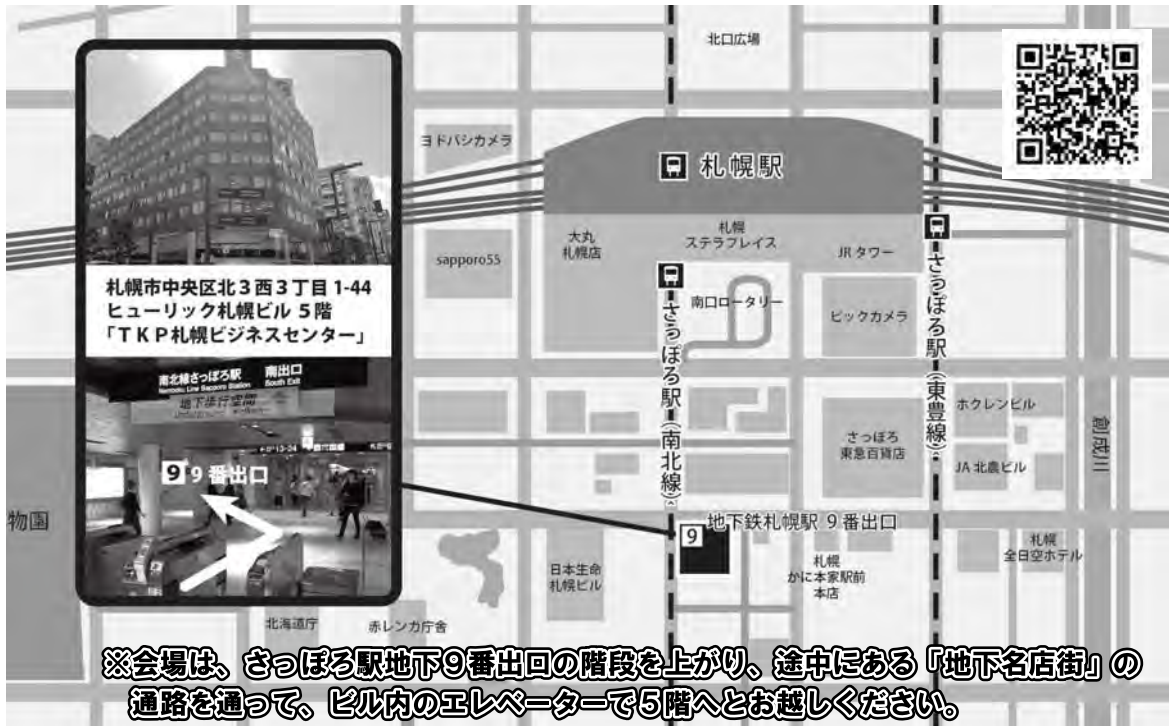 北口広場
ヨドバシカメラ
札幌駅
大丸
札幌店
札幌
ステラプレイス
JRタワー
sapporo55
南口ロータリー
ビックカメラ
さっぽろ駅(南北線)
さっぽろ駅(東豊線)
札幌市中央区北3西3丁目1-44
ヒューリック札幌ビル 5階
「TKP札幌ビジネスセンター」
南北線さっぽろ駅
Namboku Line Sapporo Station
南出口
South Exit
地下歩行空間
9 9番出口
ホクレンビル
さっぽろ
東急百貨店
JA北農ビル
創成川
物園
地下鉄札幌駅 9番出口
9
日本生命
札幌ビル
札幌
かに本家駅前
本店
札幌
全日空ホテル
北海道庁
赤レンガ庁舎
※会場は、さっぽろ駅地下9番出口の階段を上がり、途中にある「地下名店街」の
通路を通って、ビル内のエレベーターで5階へとお越しください。